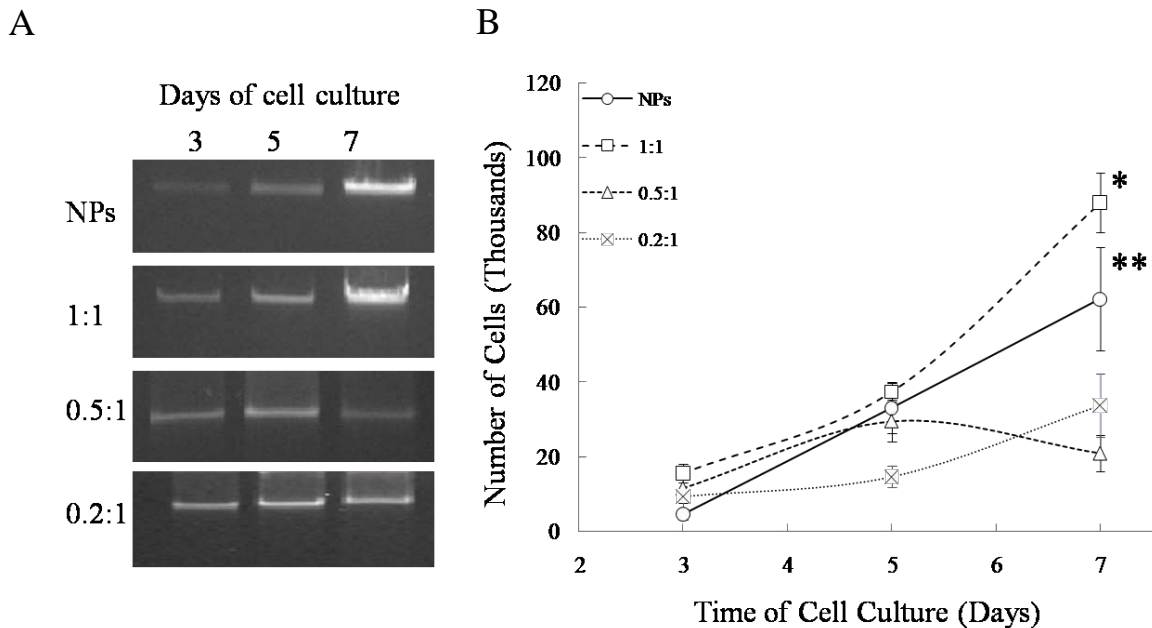 A
Days of cell culture
3 5 7
NPs
1:1
0.5:1
0.2:1
B
Number of Cells (Thousands)
120
100
80
60
40
20
0
NPs
1:1
0.5:1
0.2:1
*
**
2 3 4 5 6 7
Time of Cell Culture (Days)